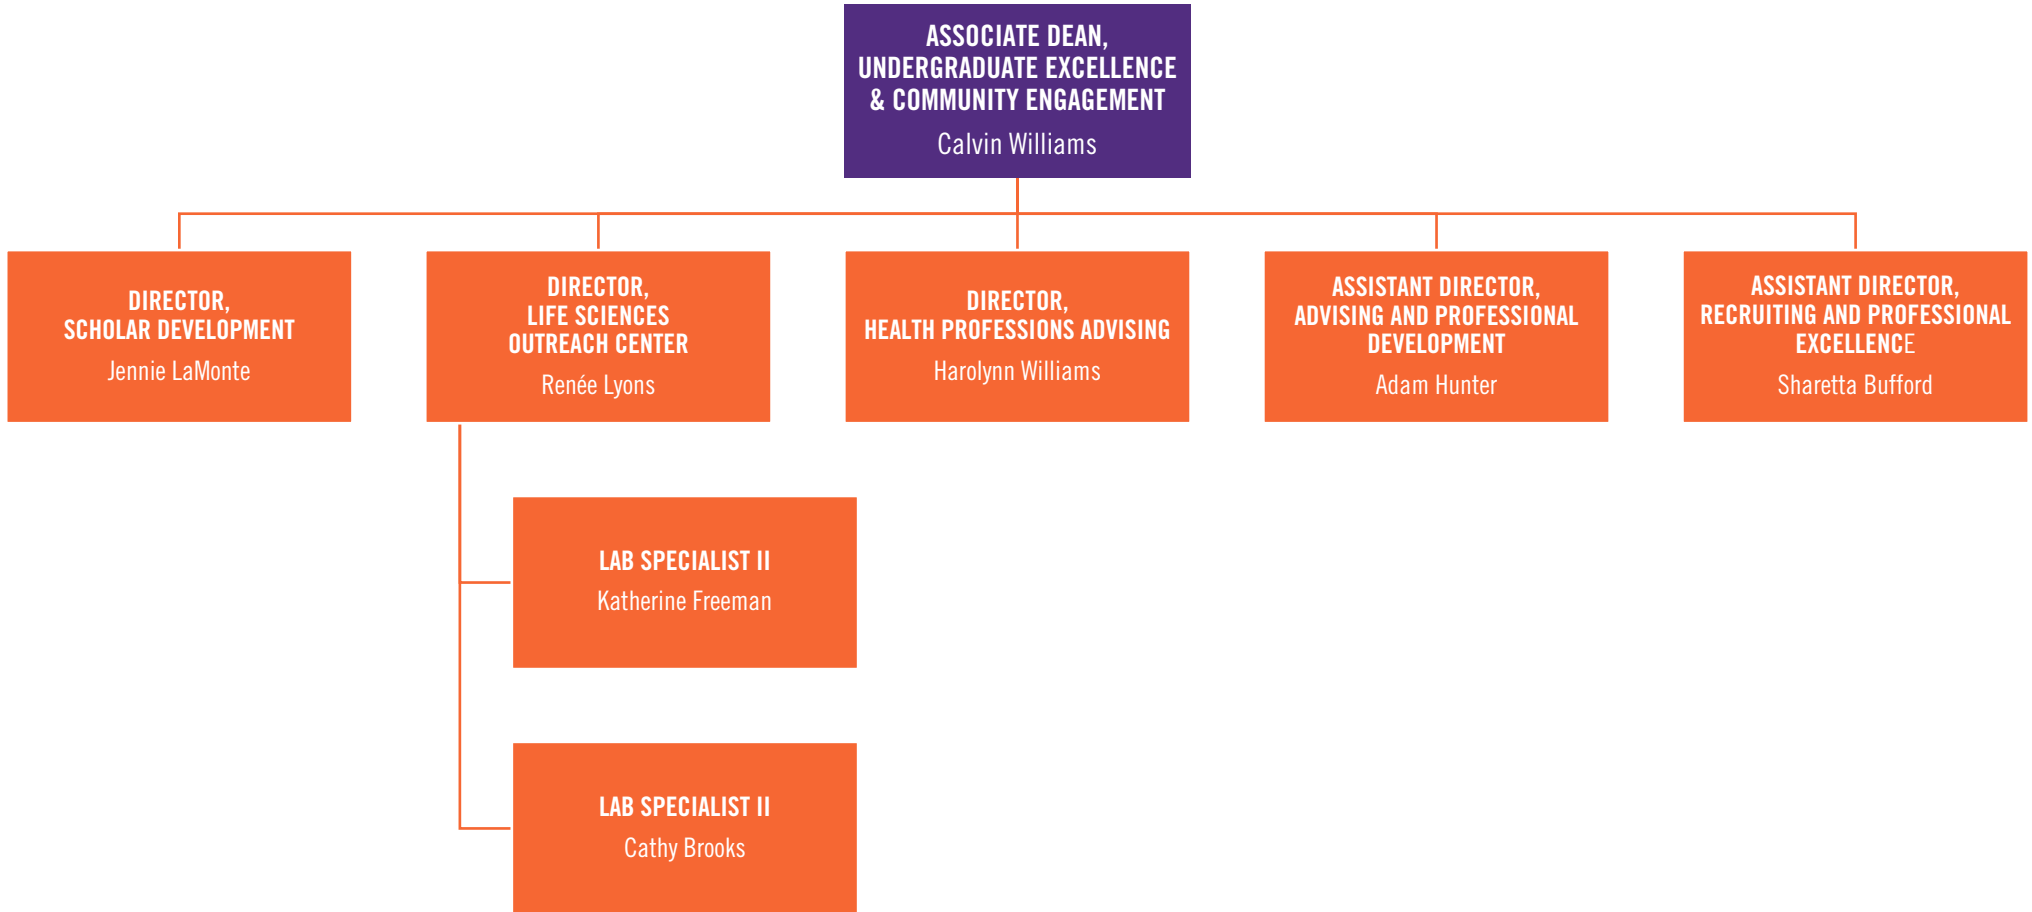 ASSOCIATE DEAN,
UNDERGRADUATE EXCELLENCE
& COMMUNITY ENGAGEMENT
Calvin Williams
DIRECTOR,
SCHOLAR DEVELOPMENT
Jennie LaMonte
DIRECTOR,
LIFE SCIENCES
OUTREACH CENTER
Renée Lyons
DIRECTOR,
HEALTH PROFESSIONS ADVISING
Harolynn Williams
ASSISTANT DIRECTOR,
ADVISING AND PROFESSIONAL
DEVELOPMENT
Adam Hunter
ASSISTANT DIRECTOR,
RECRUITING AND PROFESSIONAL
EXCELLENCE
Sharetta Bufford
LAB SPECIALIST II
Katherine Freeman
LAB SPECIALIST II
Cathy Brooks